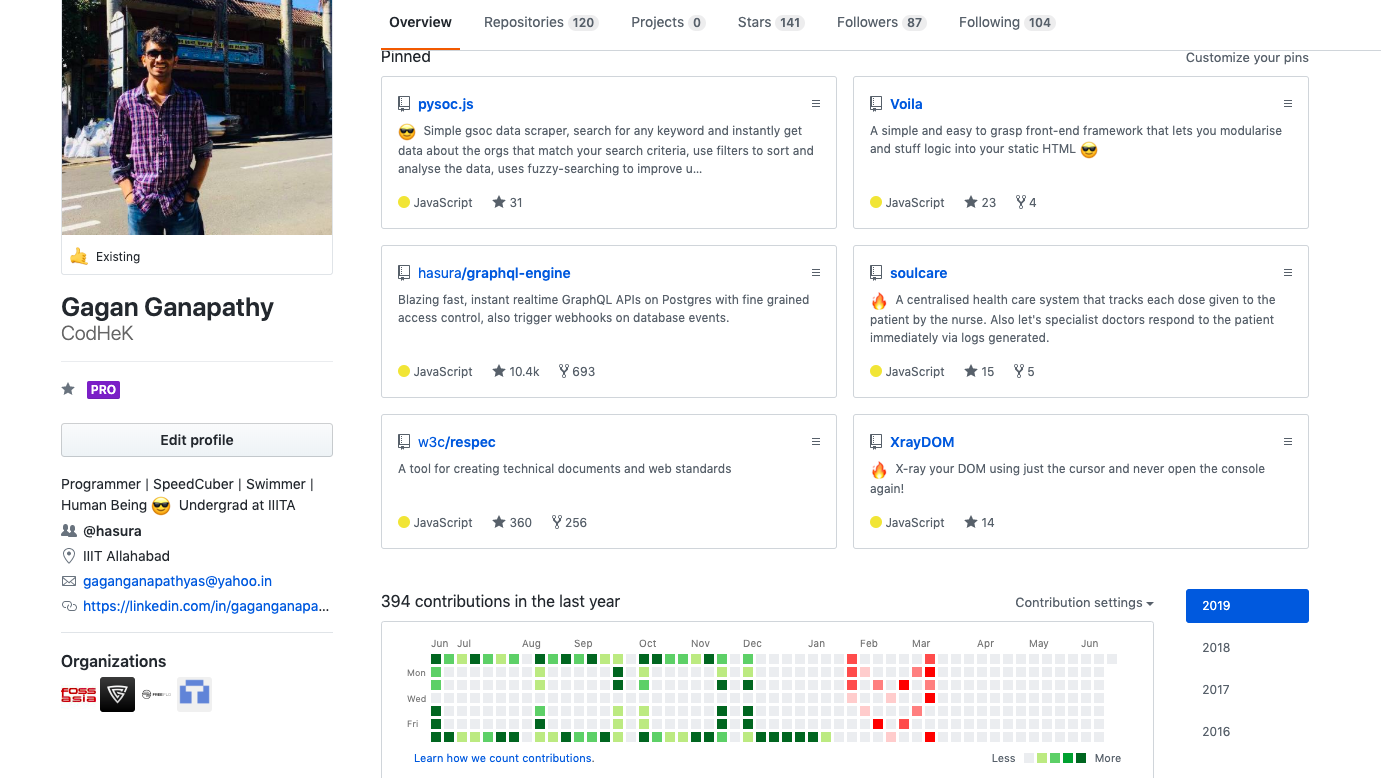 Overview Repositories 120 Projects 0 Stars 141 Followers 87 Following 104
Pinned
Customize your pins
pysoc.js
Simple gsoc data scraper, search for any keyword and instantly get
data about the orgs that match your search criteria, use filters to sort and
analyse the data, uses fuzzy-searching to improve u...
JavaScript 31
Voila
A simple and easy to grasp front-end framework that lets you modularise
and stuff logic into your static HTML
JavaScript 23 4
hasura/graphql-engine
Blazing fast, instant realtime GraphQL APIs on Postgres with fine grained
access control, also trigger webhooks on database events.
JavaScript 10.4k 693
soulcare
A centralised health care system that tracks each dose given to the
patient by the nurse. Also let's specialist doctors respond to the patient
immediately via logs generated.
JavaScript 15 5
w3c/respec
A tool for creating technical documents and web standards
JavaScript 360 256
XrayDOM
X-ray your DOM using just the cursor and never open the console
again!
JavaScript 14
Existing
Gagan Ganapathy
CodHeK
PRO
Edit profile
Programmer | SpeedCuber | Swimmer |
Human Being Undergrad at IIITA
@hasura
IIIT Allahabad
gaganganapathyas@yahoo.in
https://linkedin.com/in/gaganganapa...
Organizations
FOSS
ASIA
394 contributions in the last year
Contribution settings
2019
2018
2017
2016
Jun Jul Aug Sep Oct Nov Dec Jan Feb Mar Apr May Jun
Mon
Wed
Fri
Learn how we count contributions.
Less More